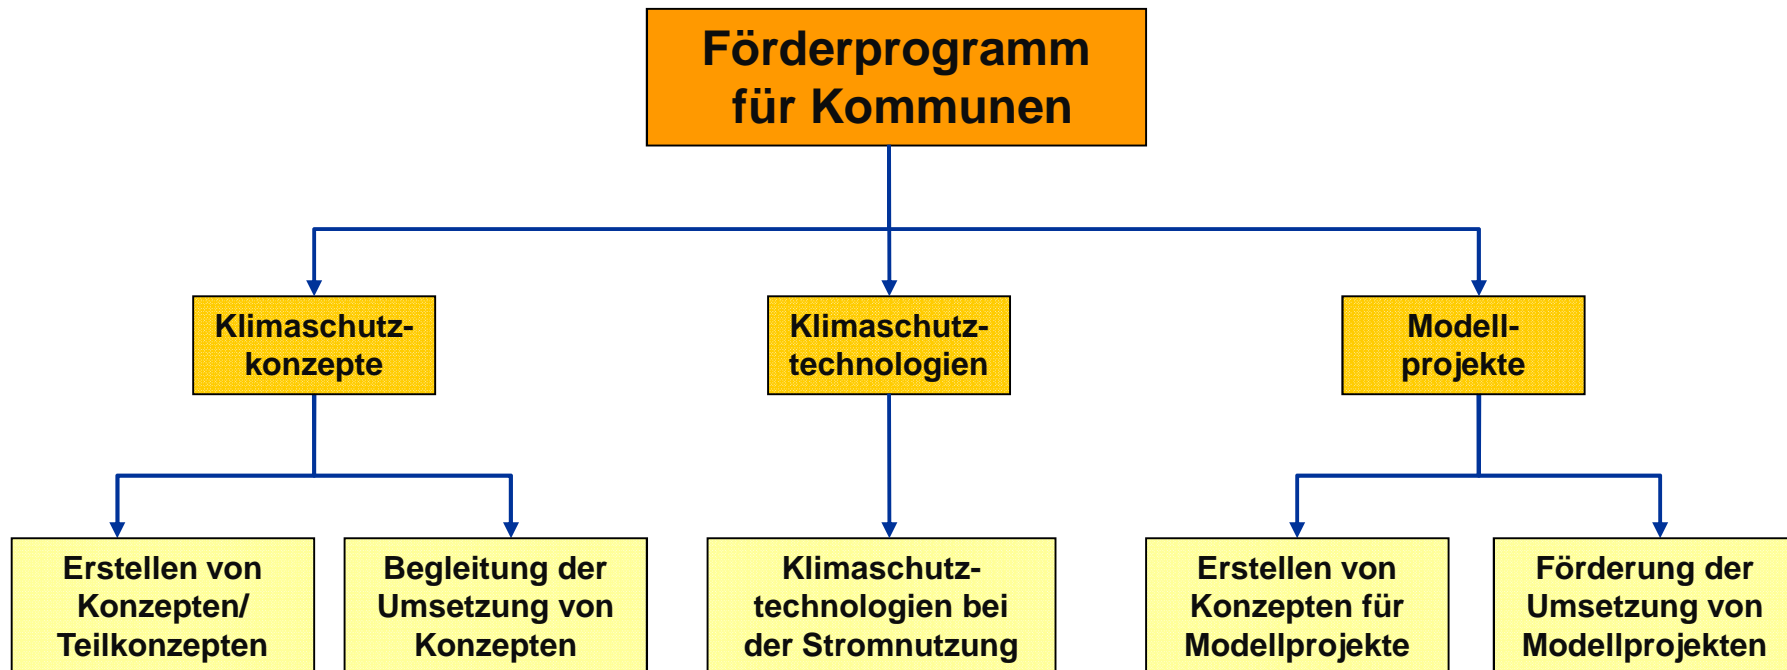 Förderprogramm
für Kommunen
Klimaschutz-
konzepte
Klimaschutz-
technologien
Modell-
projekte
Erstellen von
Konzepten/
Teilkonzepten
Begleitung der
Umsetzung von
Konzepten
Klimaschutz-
technologien bei
der Stromnutzung
Erstellen von
Konzepten für
Modellprojekte
Förderung der
Umsetzung von
Modellprojekten